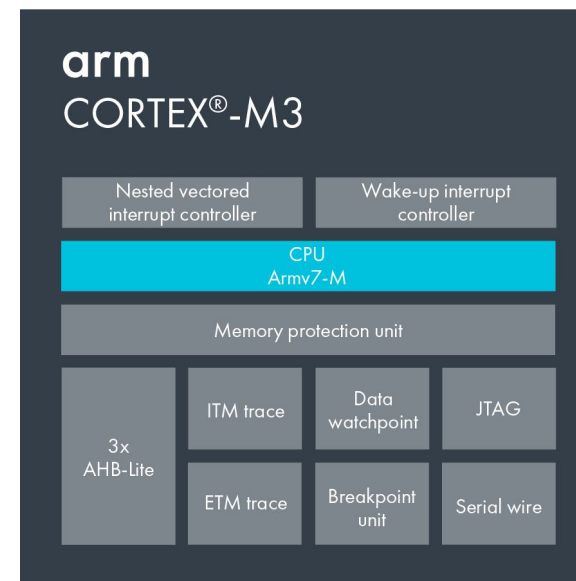 arm
CORTEX®-M3
Nested vectored
interrupt controller
Wake-up interrupt
controller
CPU
Armv7-M
Memory protection unit
3x
AHB-Lite
ITM trace
Data
watchpoint
JTAG
ETM trace
Breakpoint
unit
Serial wire